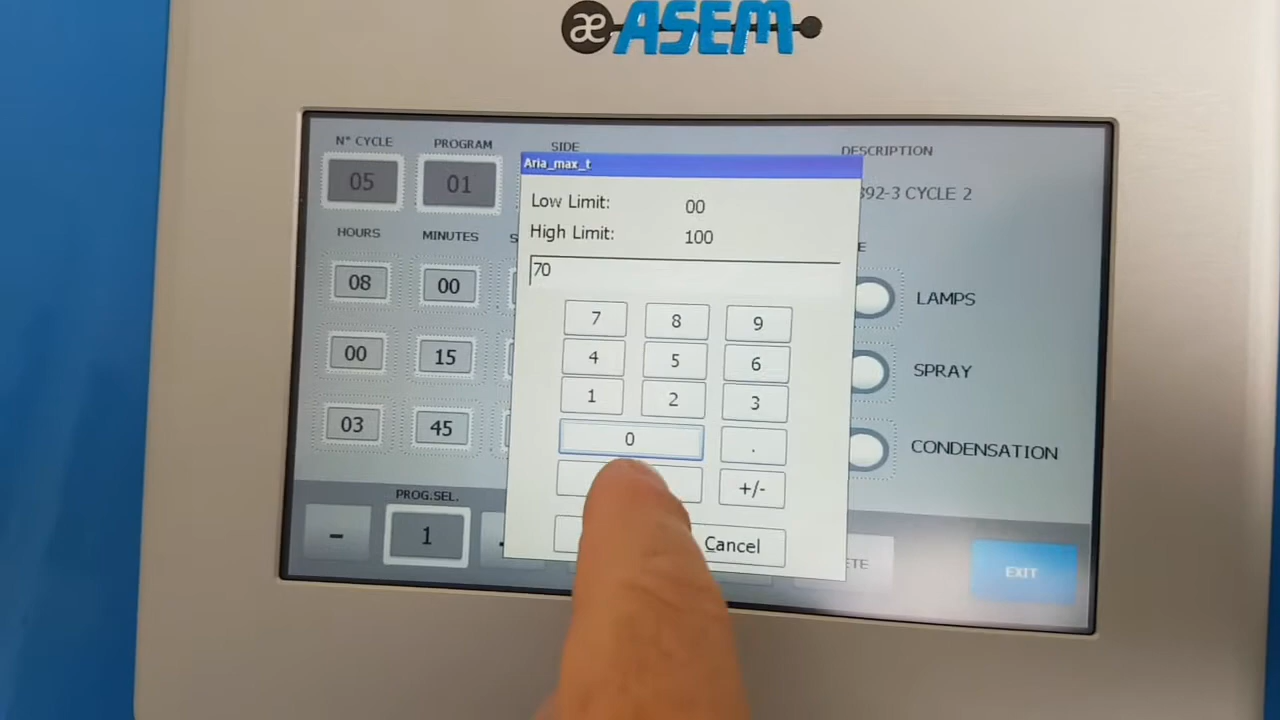 æ ASEM
N° CYCLE
PROGRAM
SIDE
DESCRIPTION
05
01
892-3 CYCLE 2
HOURS
MINUTES
08
00
LAMPS
00
15
SPRAY
03
45
CONDENSATION
PROG.SEL.
-
1
EXIT
Aria_max_t
Low Limit: 00
High Limit: 100
70
7 8 9
4 5 6
1 2 3
0 .
+/-
Cancel